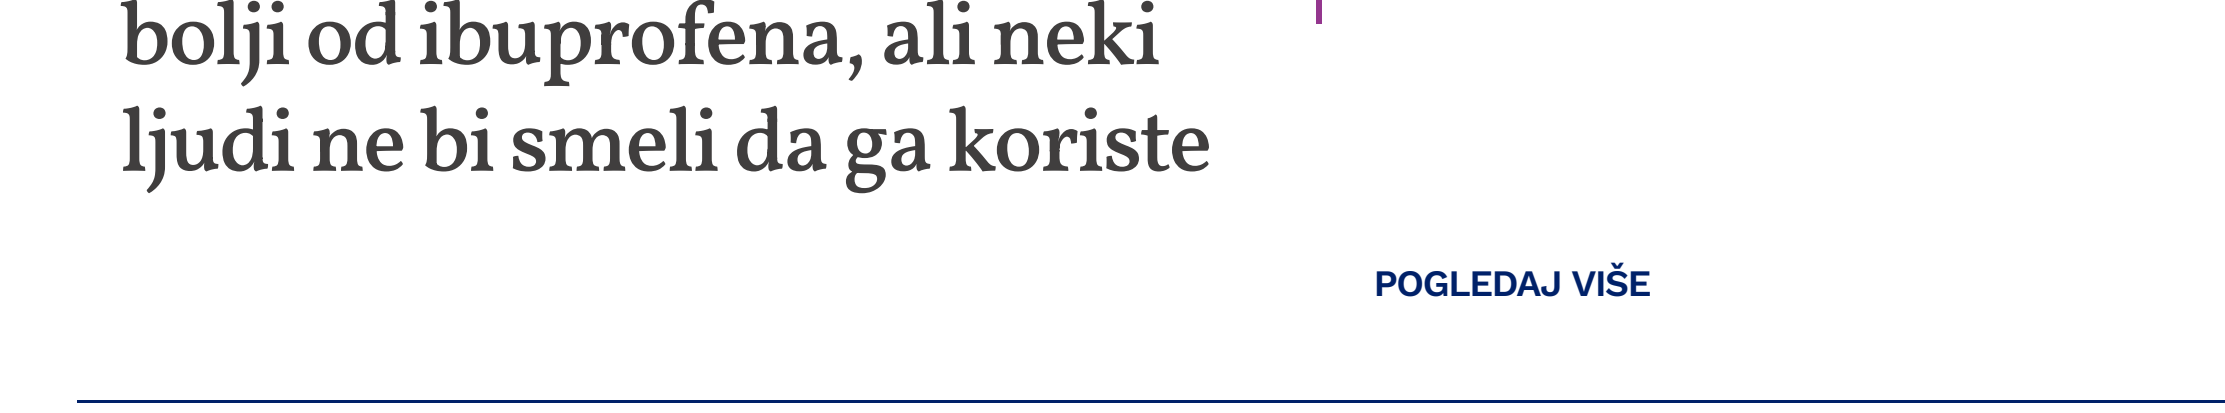 bolji od ibuprofena, ali neki
ljudi ne bi smeli da ga koriste
POGLEDAJ VIŠE